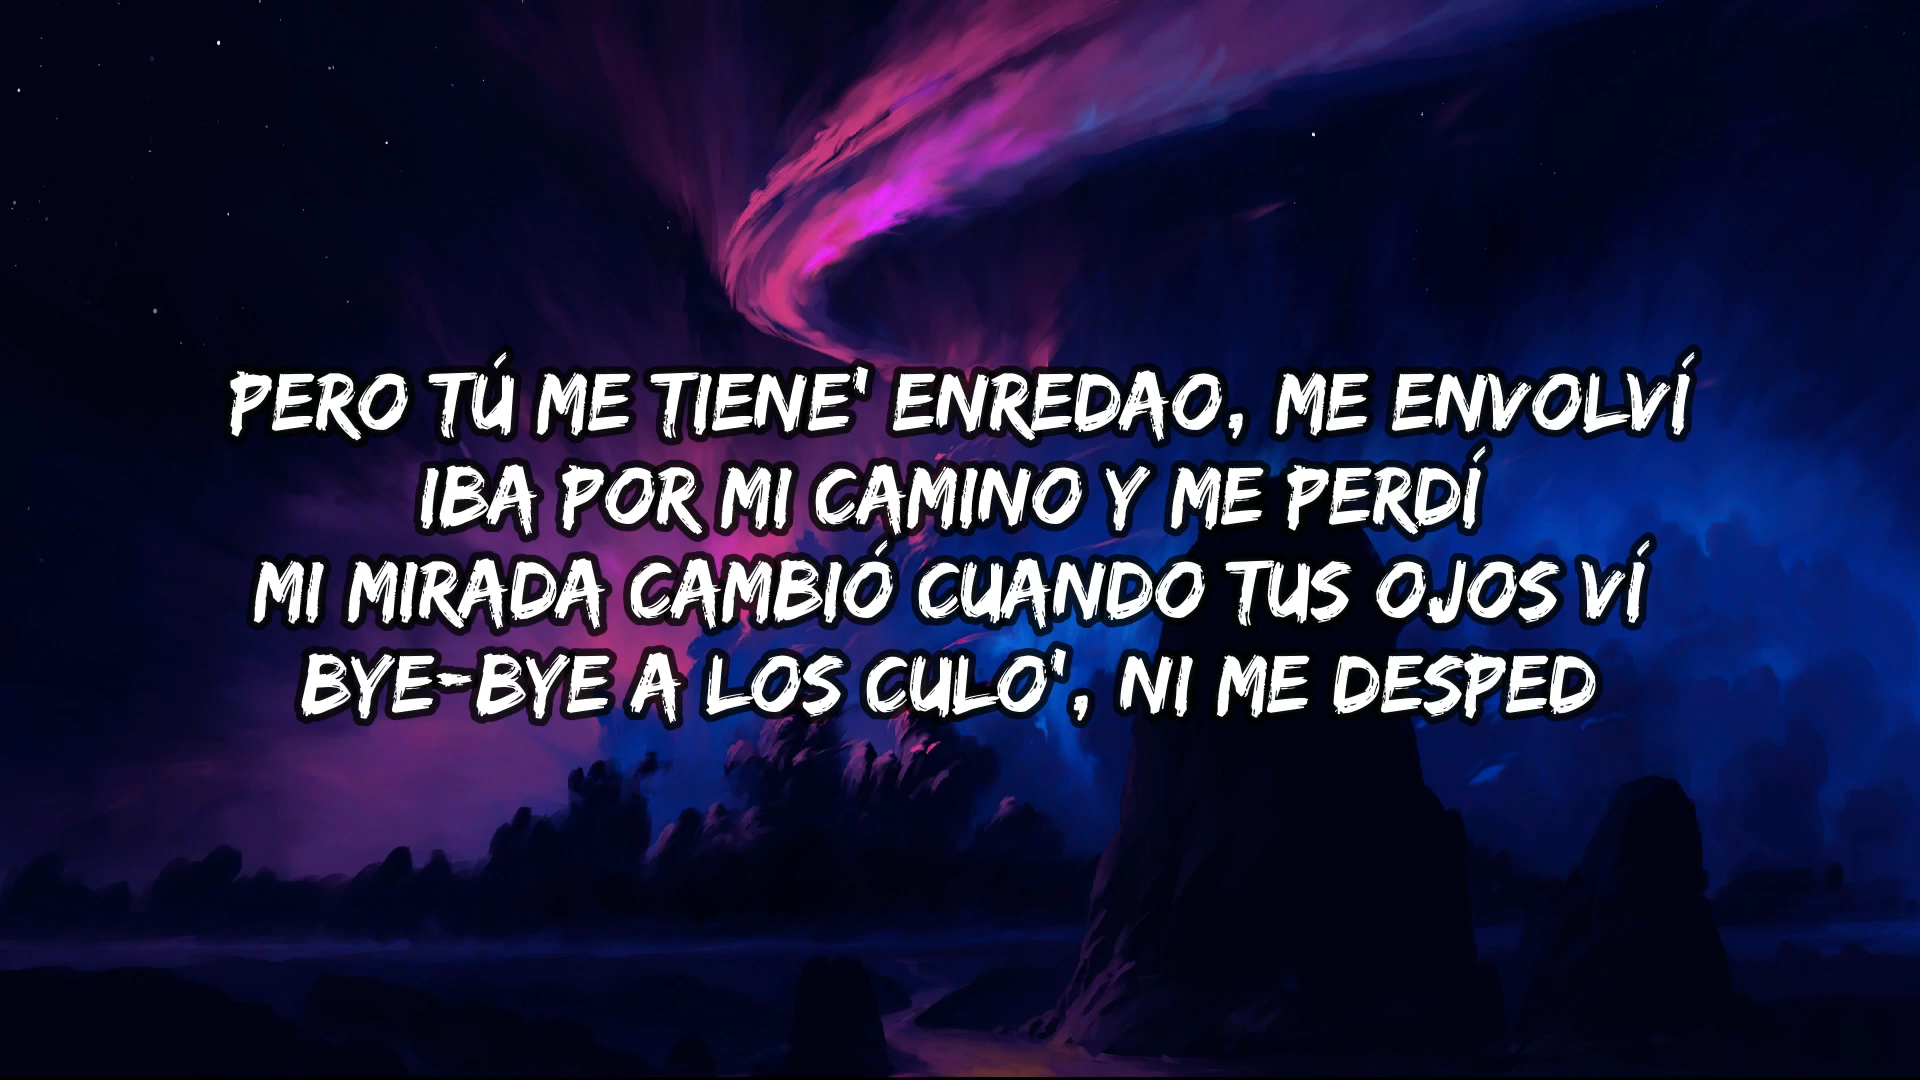 PERO TÚ ME TIENE' ENREDAO, ME ENVOLVÍ
IBA POR MI CAMINO Y ME PERDÍ
MI MIRADA CAMBIÓ CUANDO TUS OJOS VÍ
BYE-BYE A LOS CULO', NI ME DESPED